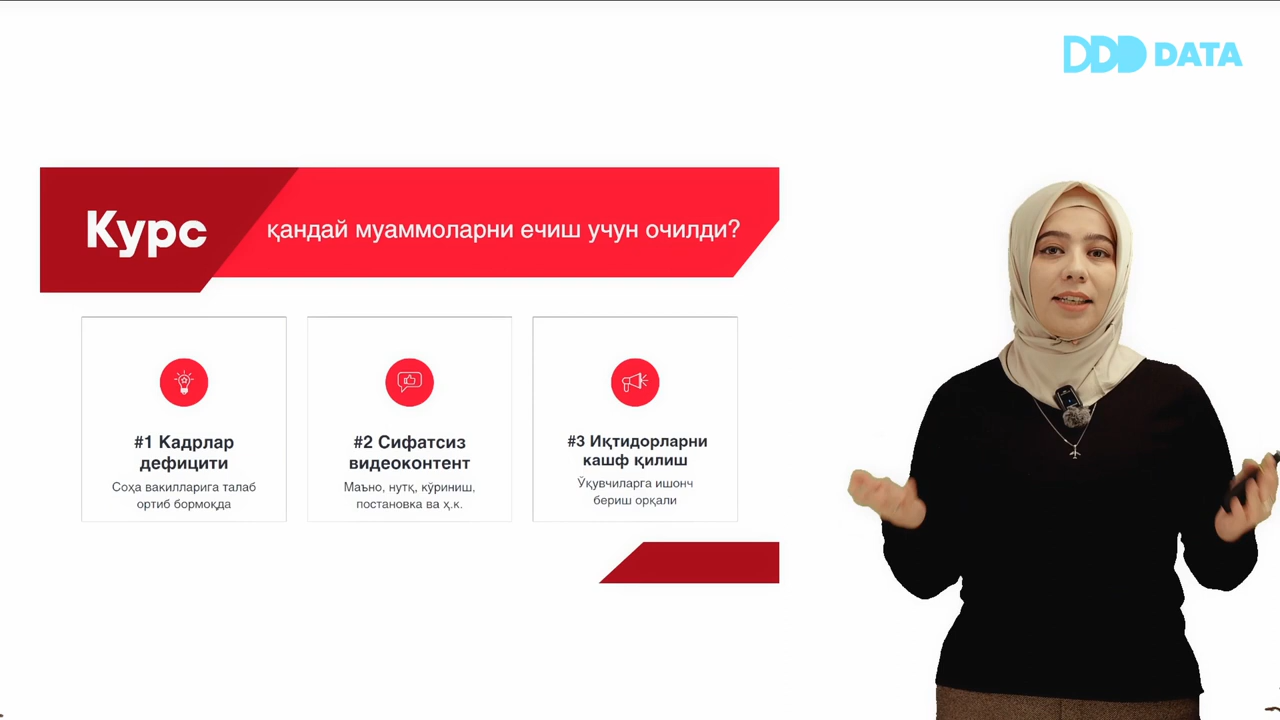 DDD DATA
Курс
қандай муаммоларни ечиш учун очилди?
#1 Кадрлар
дефицити
Соҳа вакилларига талаб
ортиб бормоқда
#2 Сифатсиз
видеоконтент
Маъно, нутқ, кўриниш,
постановка ва ҳ.к.
#3 Иқтидорларни
кашф қилиш
Ўқувчиларга ишонч
бериш орқали